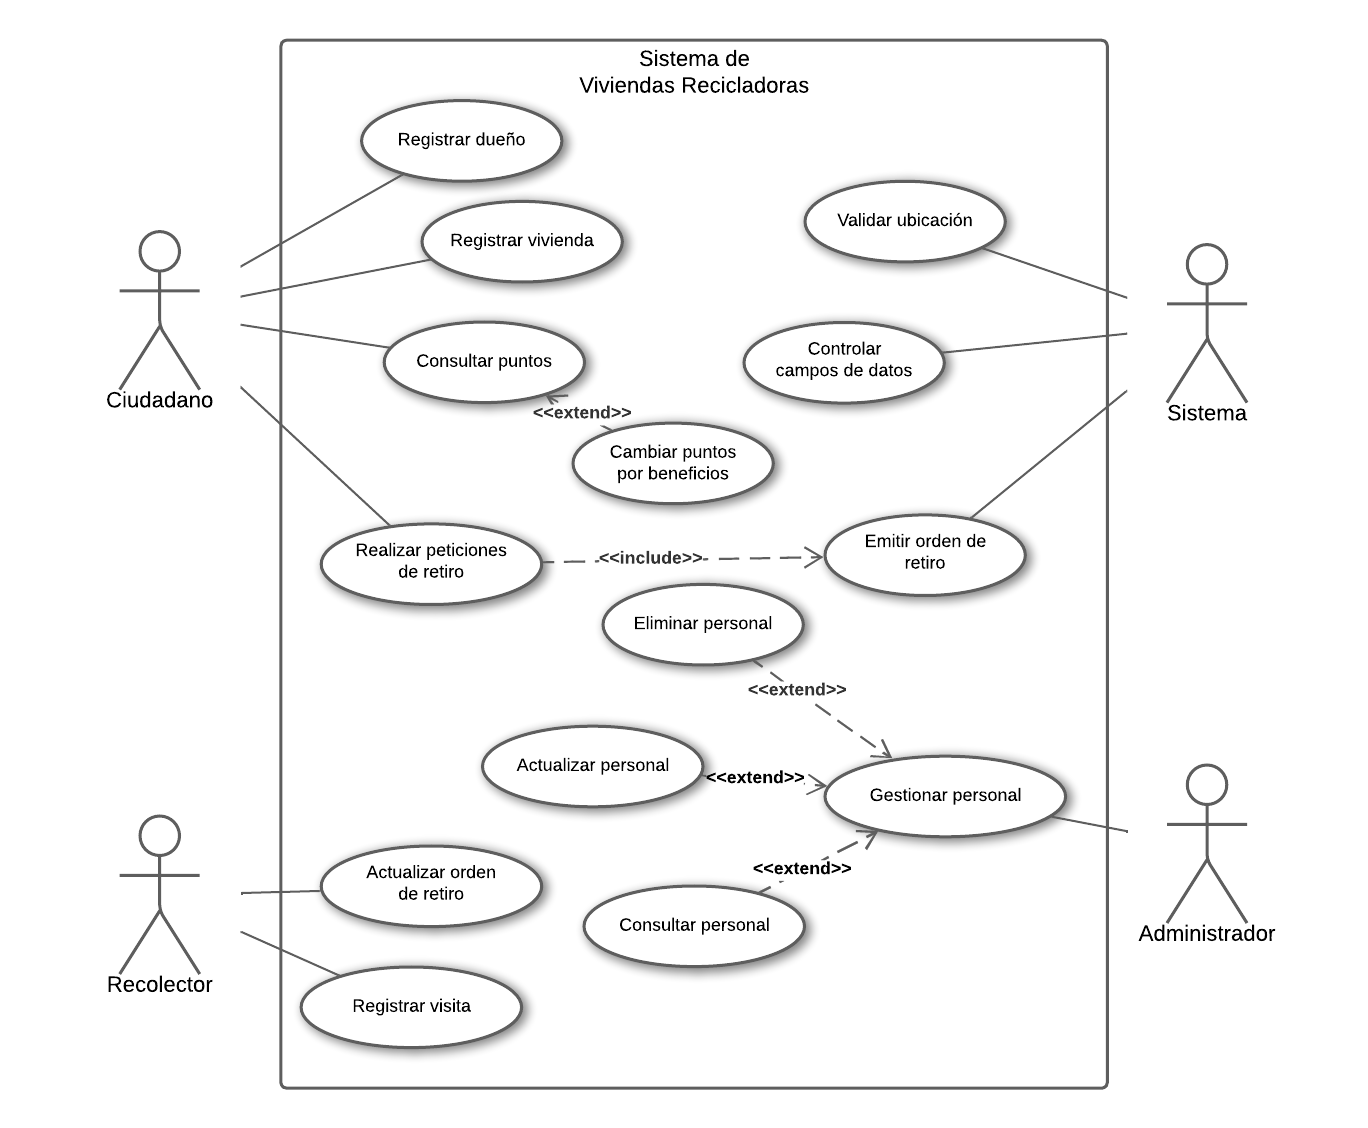 Sistema de
Viviendas Recicladoras
Registrar dueño
Validar ubicación
Registrar vivienda
Controlar
campos de datos
Consultar puntos
Ciudadano
Sistema
<<extend>>
Cambiar puntos
por beneficios
Realizar peticiones
de retiro
<<include>>
Emitir orden de
retiro
Eliminar personal
<<extend>>
Actualizar personal
<<extend>>
Gestionar personal
<<extend>>
Actualizar orden
de retiro
Consultar personal
Administrador
Recolector
Registrar visita